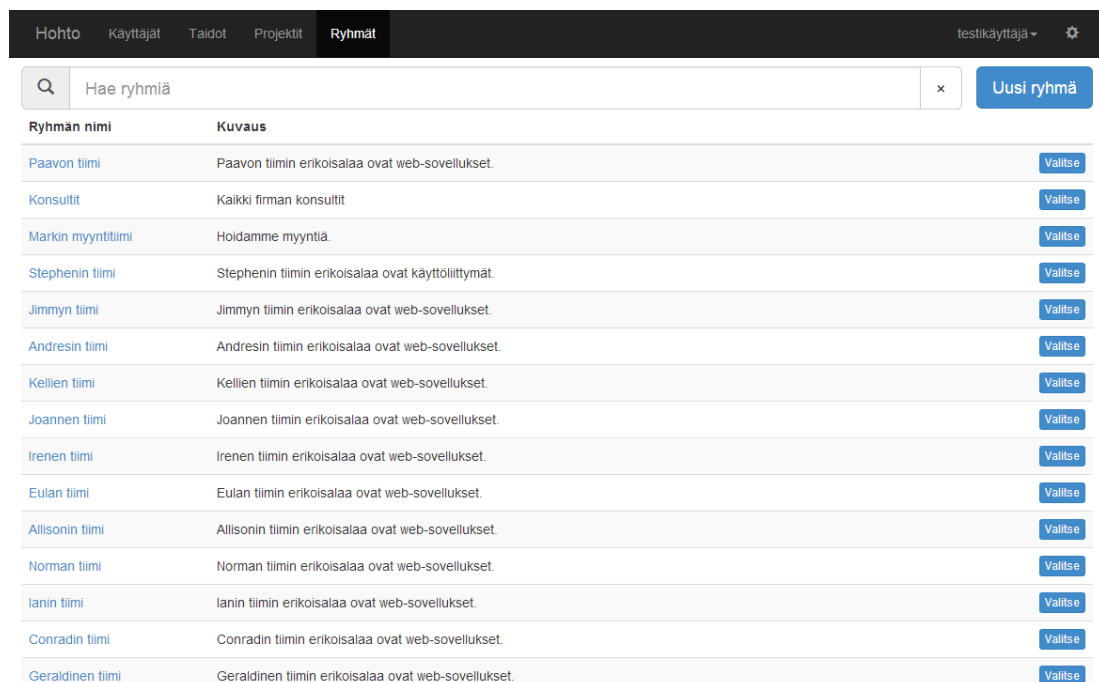 Hohto Käyttäjät Taidot Projektit Ryhmät testikäyttäjä
Hae ryhmiä × Uusi ryhmä
Ryhmän nimi Kuvaus
Paavon tiimi Paavon tiimin erikoisalaa ovat web-sovellukset. Valitse
Konsultit Kaikki firman konsultit Valitse
Markin myyntitiimi Hoidamme myyntiä. Valitse
Stephenin tiimi Stephenin tiimin erikoisalaa ovat käyttöliittymät. Valitse
Jimmyn tiimi Jimmyn tiimin erikoisalaa ovat web-sovellukset. Valitse
Andresin tiimi Andresin tiimin erikoisalaa ovat web-sovellukset. Valitse
Kellien tiimi Kellien tiimin erikoisalaa ovat web-sovellukset. Valitse
Joannen tiimi Joannen tiimin erikoisalaa ovat web-sovellukset. Valitse
Irenen tiimi Irenen tiimin erikoisalaa ovat web-sovellukset. Valitse
Eulan tiimi Eulan tiimin erikoisalaa ovat web-sovellukset. Valitse
Allisonin tiimi Allisonin tiimin erikoisalaa ovat web-sovellukset. Valitse
Norman tiimi Norman tiimin erikoisalaa ovat web-sovellukset. Valitse
Ianin tiimi Ianin tiimin erikoisalaa ovat web-sovellukset. Valitse
Conradin tiimi Conradin tiimin erikoisalaa ovat web-sovellukset. Valitse
Geraldinen tiimi Geraldinen tiimin erikoisalaa ovat web-sovellukset. Valitse